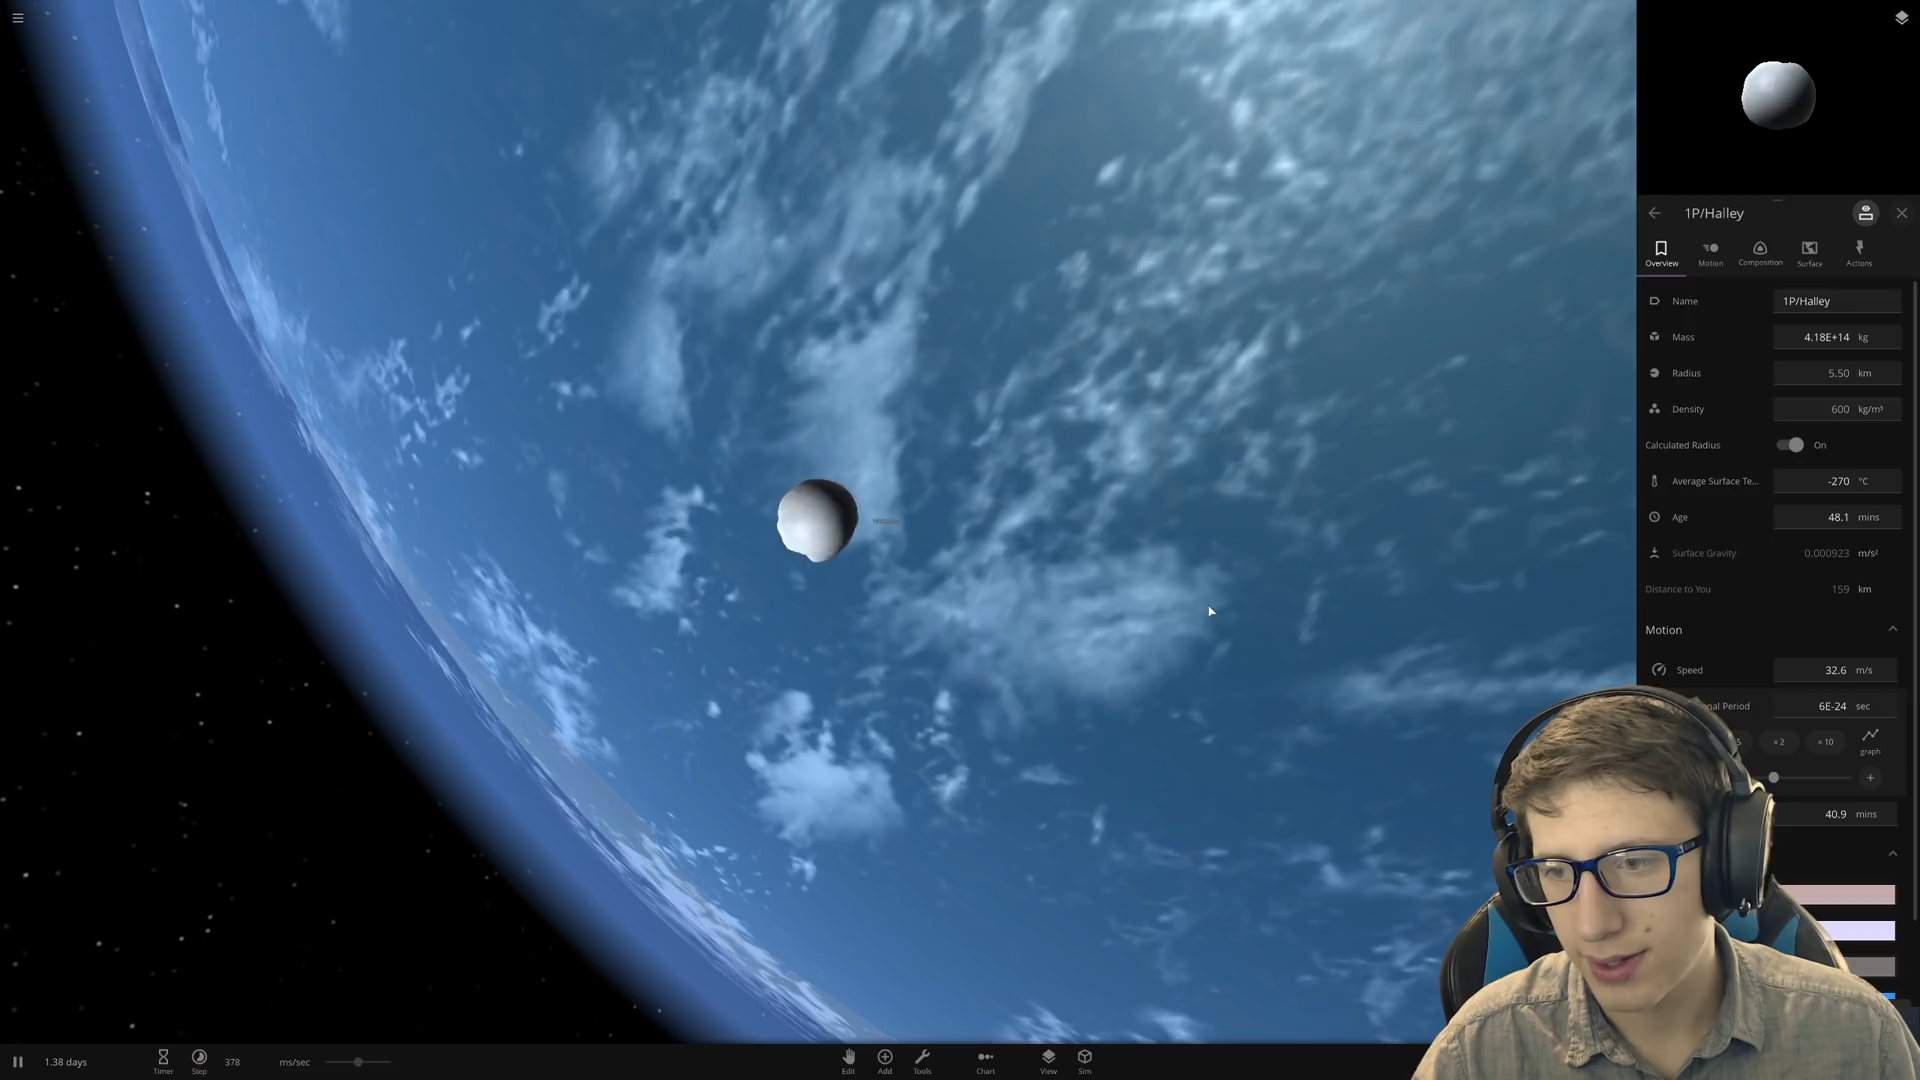 1P/Halley
Overview
Motion
Composition
Surface
Actions
Name 1P/Halley
Mass 4.18E+14 kg
Radius 5.50 km
Density 600 kg/m³
Calculated Radius On
Average Surface Te... -270 °C
Age 48.1 mins
Surface Gravity 0.000923 m/s²
Distance to You 159 km
Motion
Speed 32.6 m/s
nal Period 6E-24 sec
5 × 2 × 10 graph
40.9 mins
1.38 days
Timer
Step
378 ms/sec
Edit
Add
Tools
Chart
View
Sim